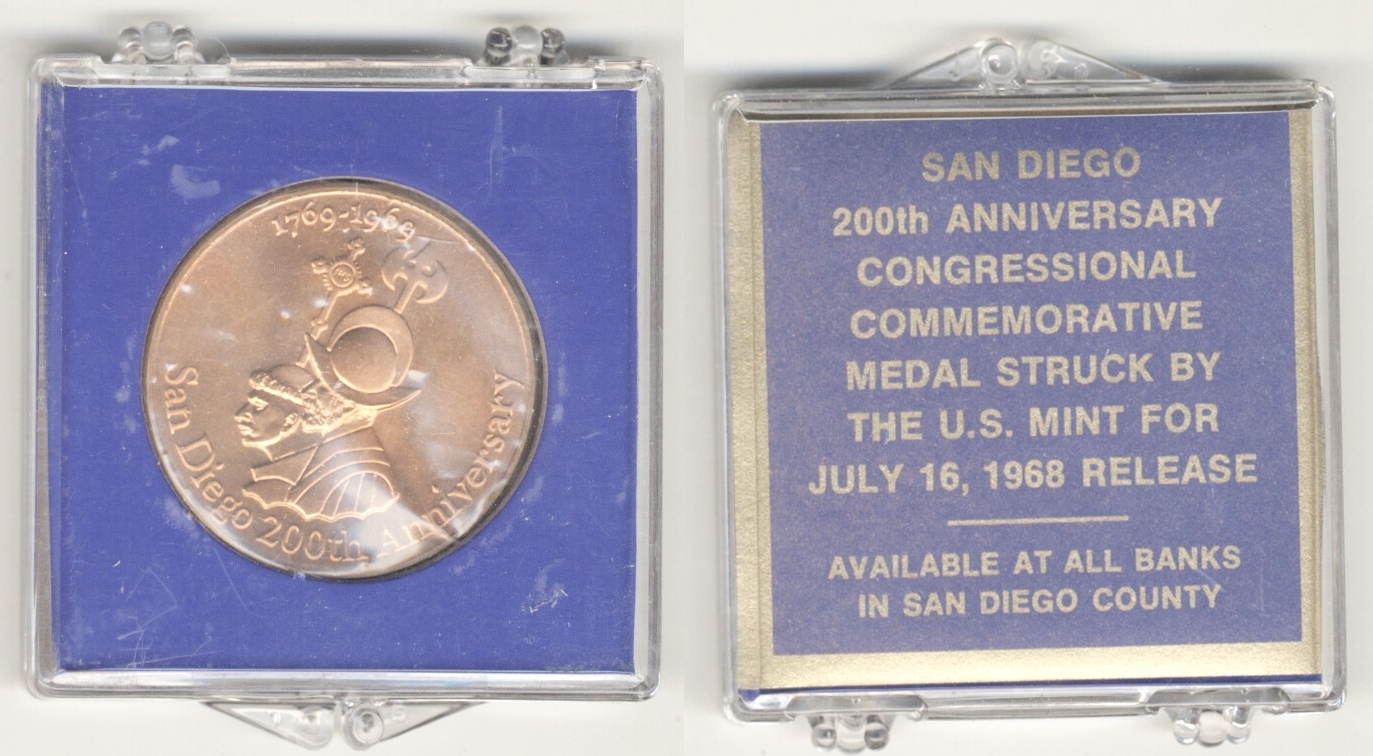 1769-1969
San Diego 200th Anniversary
SAN DIEGO
200th ANNIVERSARY
CONGRESSIONAL
COMMEMORATIVE
MEDAL STRUCK BY
THE U.S. MINT FOR
JULY 16, 1968 RELEASE
AVAILABLE AT ALL BANKS
IN SAN DIEGO COUNTY